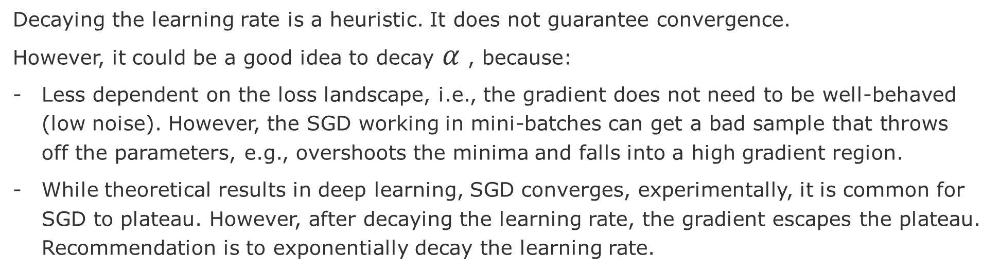 Decaying the learning rate is a heuristic. It does not guarantee convergence.
However, it could be a good idea to decay α , because:
- Less dependent on the loss landscape, i.e., the gradient does not need to be well-behaved
(low noise). However, the SGD working in mini-batches can get a bad sample that throws
off the parameters, e.g., overshoots the minima and falls into a high gradient region.
- While theoretical results in deep learning, SGD converges, experimentally, it is common for
SGD to plateau. However, after decaying the learning rate, the gradient escapes the plateau.
Recommendation is to exponentially decay the learning rate.